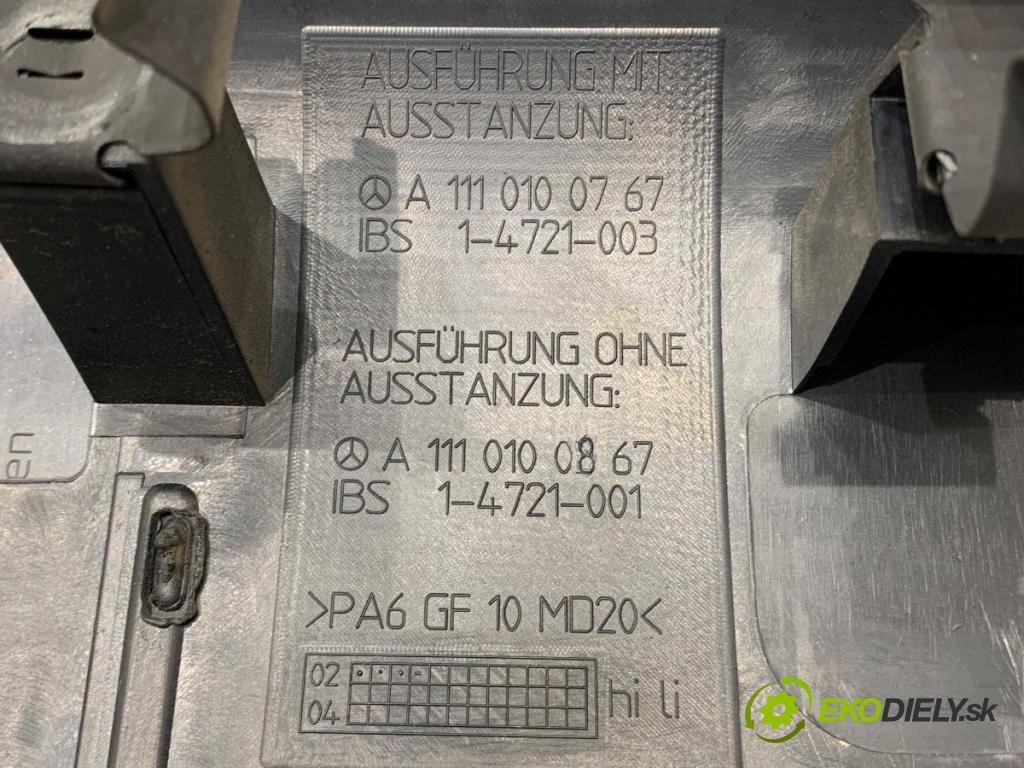 AUSFÜHRUNG MIT
AUSSTANZUNG:
A 111 010 07 67
IBS 1-4721-003
AUSFÜHRUNG OHNE
AUSSTANZUNG:
A 111 010 08 67
IBS 1-4721-001
>PA6 GF 10 MD20<
02
04
hi li
en
EKODIELY.sk